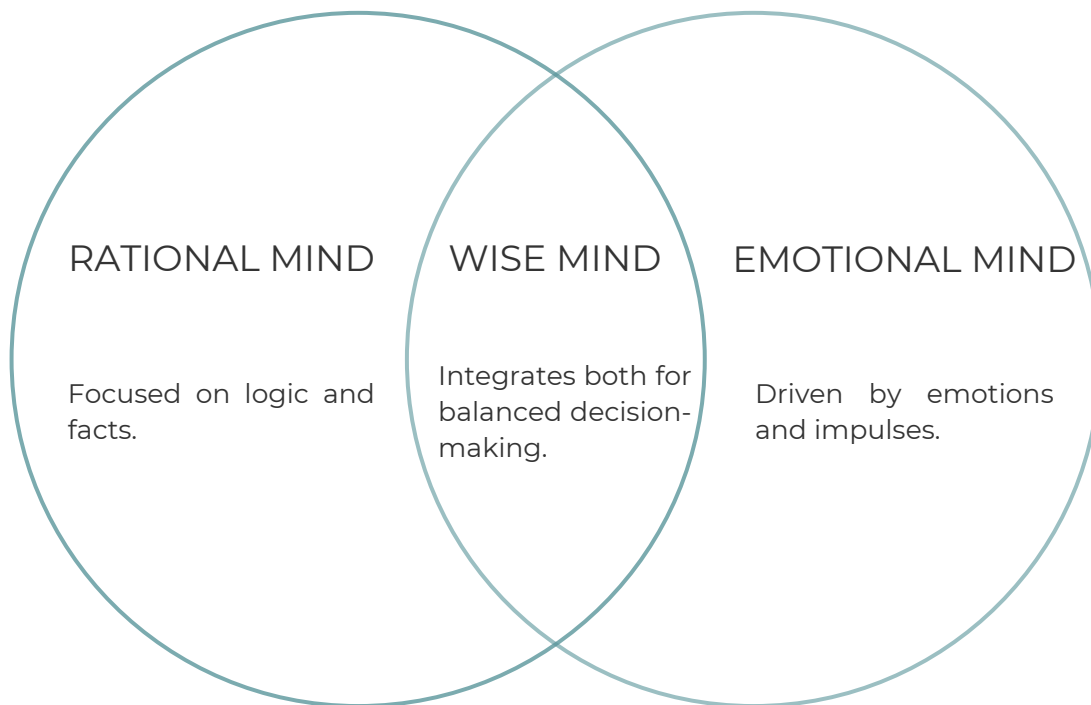 RATIONAL MIND
Focused on logic and
facts.
WISE MIND
Integrates both for
balanced decision-
making.
EMOTIONAL MIND
Driven by emotions
and impulses.